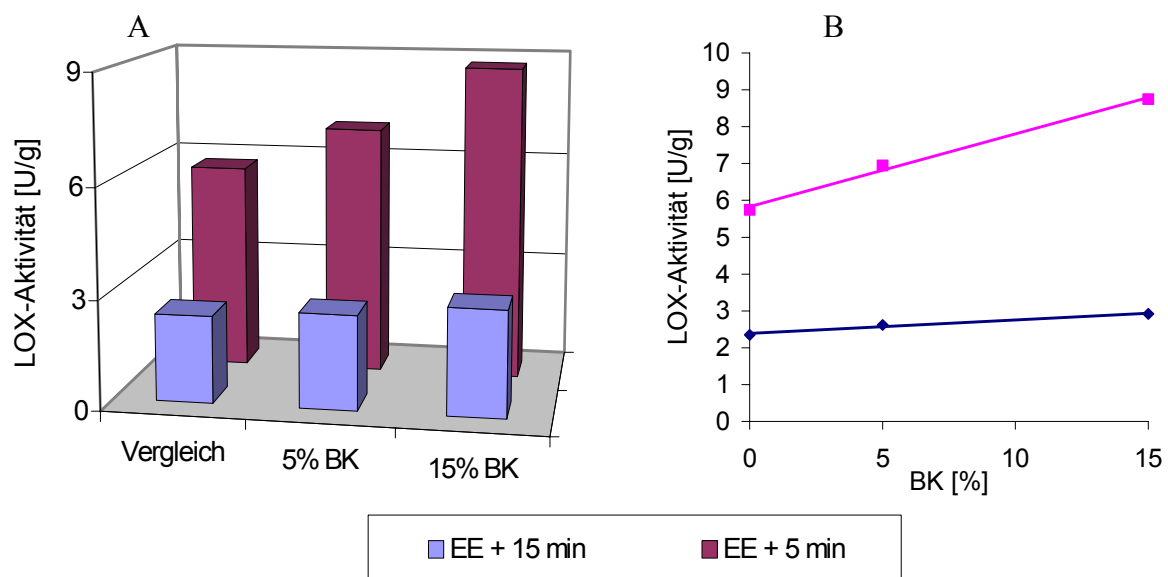 A
LOX-Aktivität [U/g]
9
6
3
0
Vergleich
5% BK
15% BK
B
LOX-Aktivität [U/g]
10
9
8
7
6
5
4
3
2
1
0
0
5
10
15
BK [%]
EE + 15 min
EE + 5 min